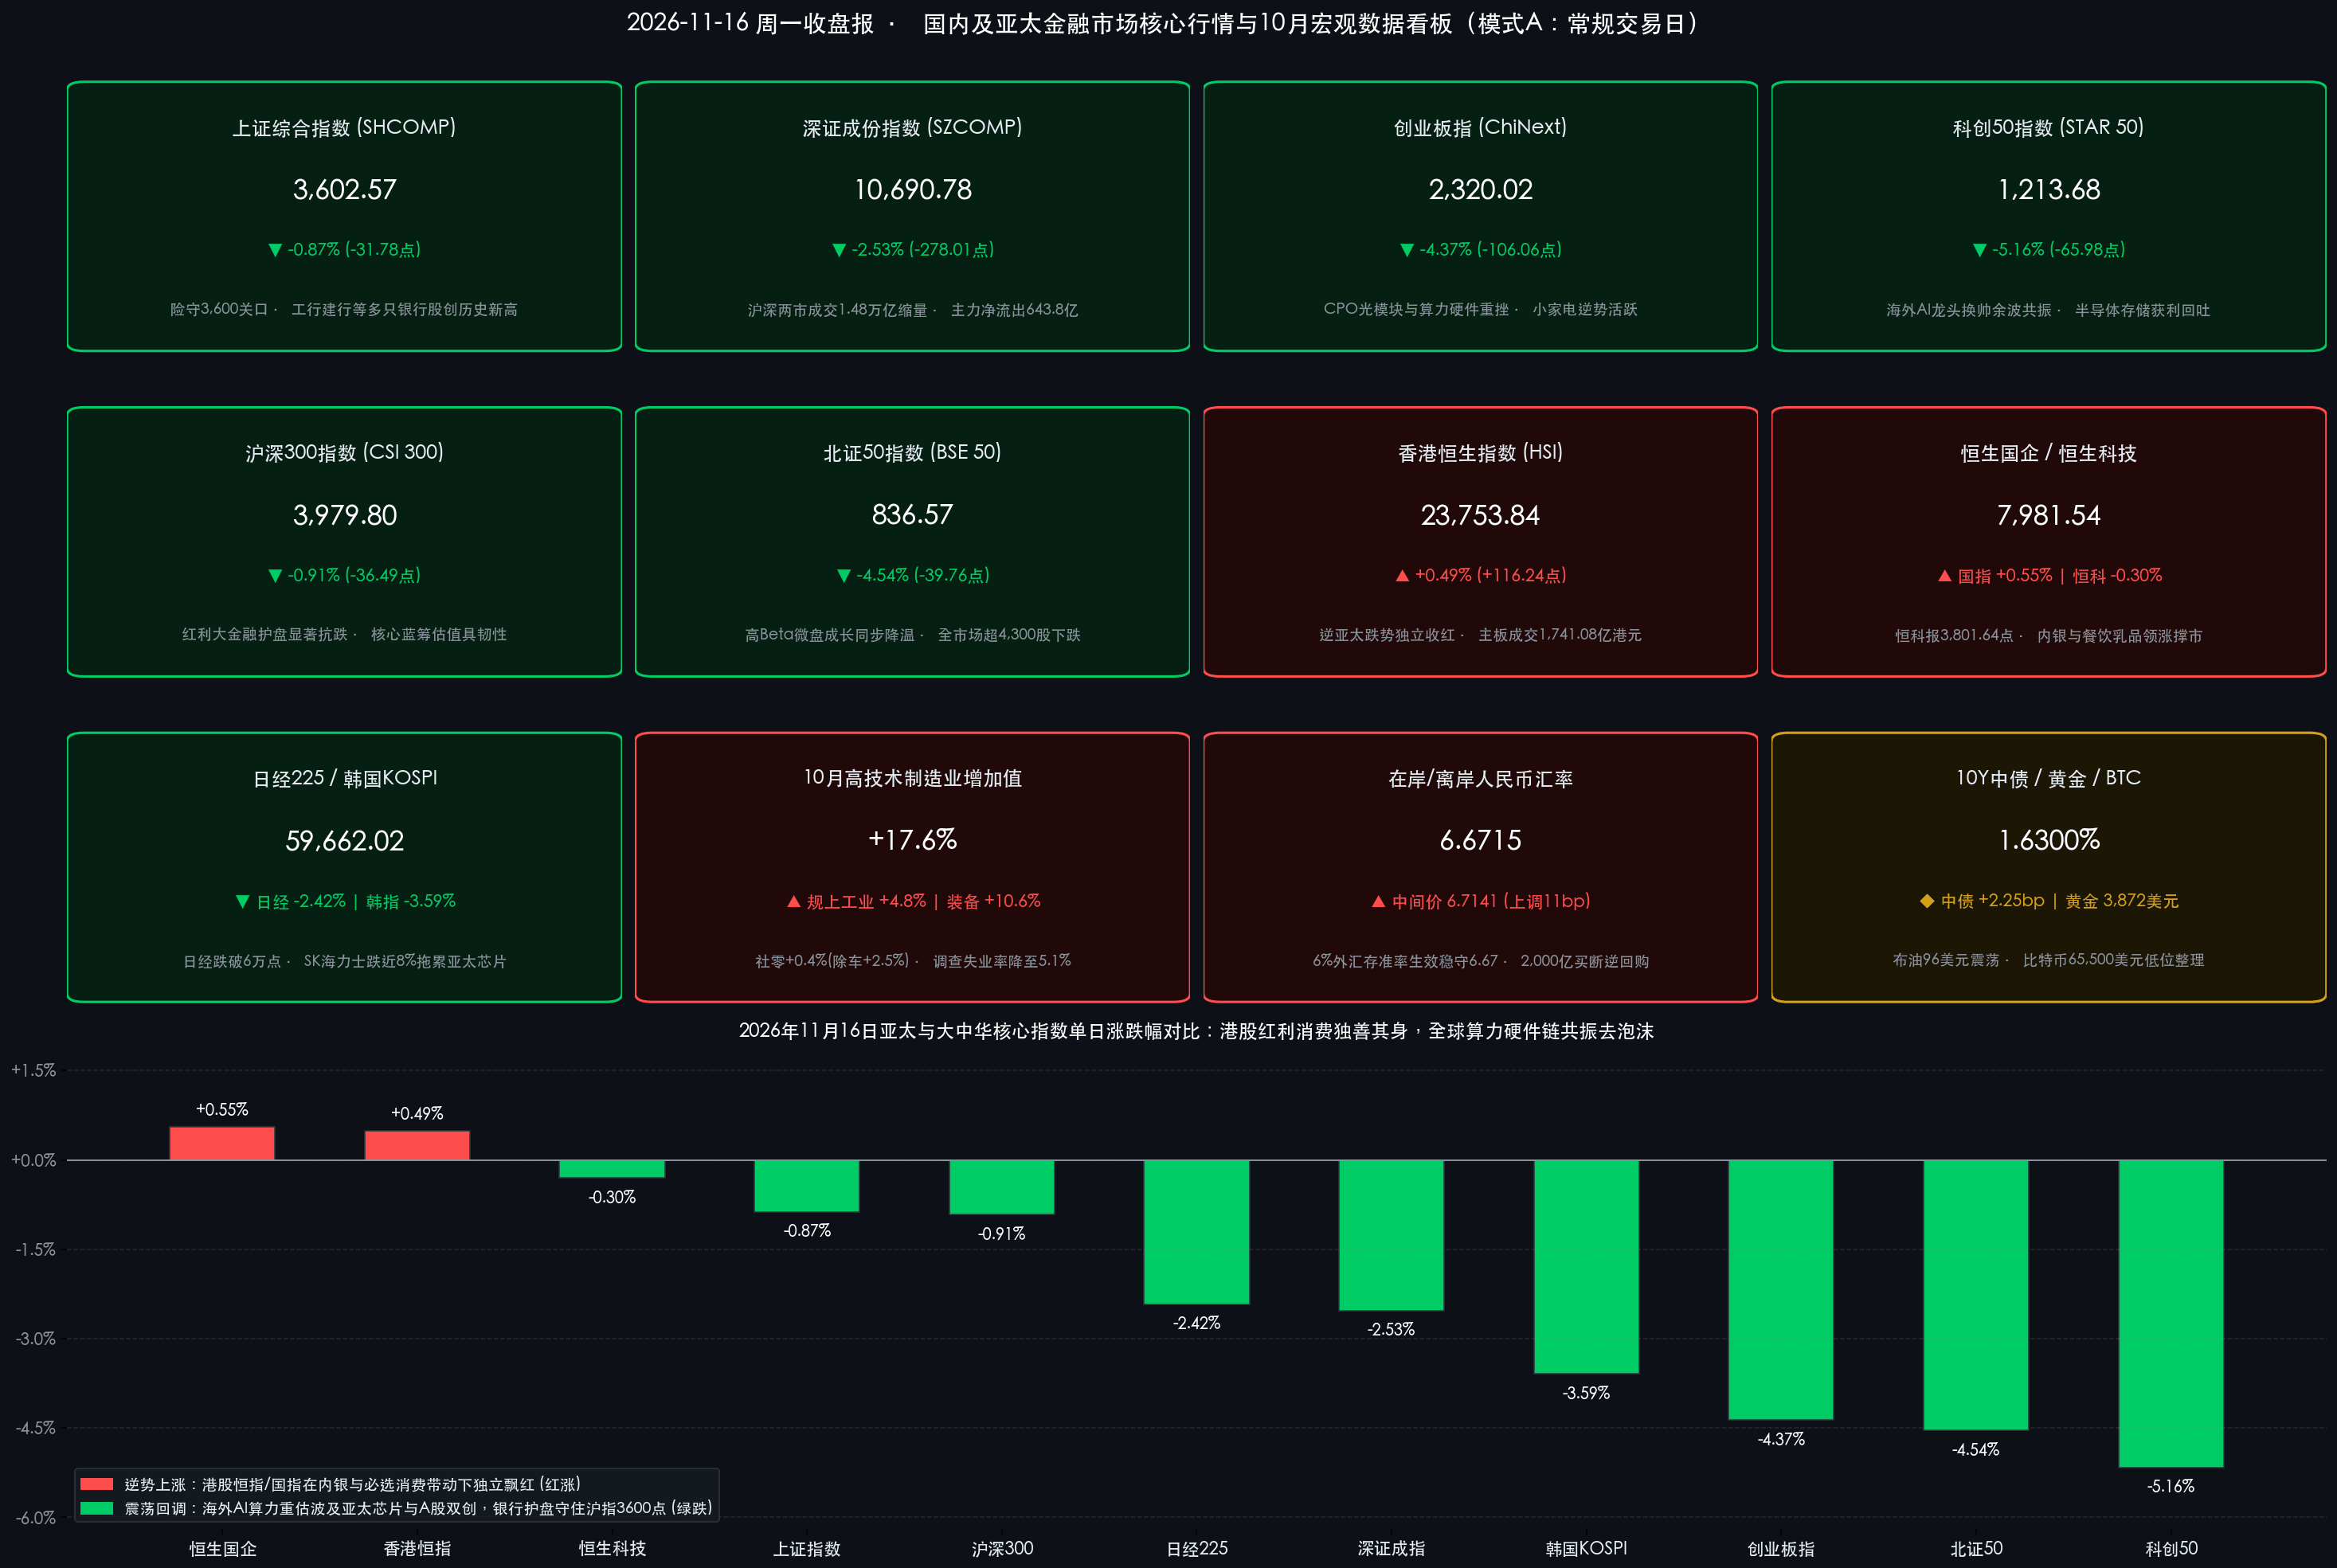 2026-11-16 周一收盘报 · 国内及亚太金融市场核心行情与10月宏观数据看板（模式A：常规交易日）
上证综合指数 (SHCOMP)
3,602.57
▼ -0.87% (-31.78点)
险守3,600关口 · 工行建行等多只银行股创历史新高
深证成份指数 (SZCOMP)
10,690.78
▼ -2.53% (-278.01点)
沪深两市成交1.48万亿缩量 · 主力净流出643.8亿
创业板指 (ChiNext)
2,320.02
▼ -4.37% (-106.06点)
CPO光模块与算力硬件重挫 · 小家电逆势活跃
科创50指数 (STAR 50)
1,213.68
▼ -5.16% (-65.98点)
海外AI龙头换帅余波共振 · 半导体存储获利回吐
沪深300指数 (CSI 300)
3,979.80
▼ -0.91% (-36.49点)
红利大金融护盘显著抗跌 · 核心蓝筹估值具韧性
北证50指数 (BSE 50)
836.57
▼ -4.54% (-39.76点)
高Beta微盘成长同步降温 · 全市场超4,300股下跌
香港恒生指数 (HSI)
23,753.84
▲ +0.49% (+116.24点)
逆亚太跌势独立收红 · 主板成交1,741.08亿港元
恒生国企 / 恒生科技
7,981.54
▲ 国指 +0.55% | 恒科 -0.30%
恒科报3,801.64点 · 内银与餐饮乳品领涨撑市
日经225 / 韩国KOSPI
59,662.02
▼ 日经 -2.42% | 韩指 -3.59%
日经跌破6万点 · SK海力士跌近8%拖累亚太芯片
10月高技术制造业增加值
+17.6%
▲ 规上工业 +4.8% | 装备 +10.6%
社零+0.4%(除车+2.5%) · 调查失业率降至5.1%
在岸/离岸人民币汇率
6.6715
▲ 中间价 6.7141 (上调11bp)
6%外汇存准率生效稳守6.67 · 2,000亿买断逆回购
10Y中债 / 黄金 / BTC
1.6300%
◆ 中债 +2.25bp | 黄金 3,872美元
布油96美元震荡 · 比特币65,500美元低位整理
2026年11月16日亚太与大中华核心指数单日涨跌幅对比：港股红利消费独善其身，全球算力硬件链共振去泡沫
+1.5%
+0.0%
-1.5%
-3.0%
-4.5%
-6.0%
+0.55%
+0.49%
-0.30%
-0.87%
-0.91%
-2.42%
-2.53%
-3.59%
-4.37%
-4.54%
-5.16%
逆势上涨：港股恒指/国指在内银与必选消费带动下独立飘红 (红涨)
震荡回调：海外AI算力重估波及亚太芯片与A股双创，银行护盘守住沪指3600点 (绿跌)
恒生国企
香港恒指
恒生科技
上证指数
沪深300
日经225
深证成指
韩国KOSPI
创业板指
北证50
科创50